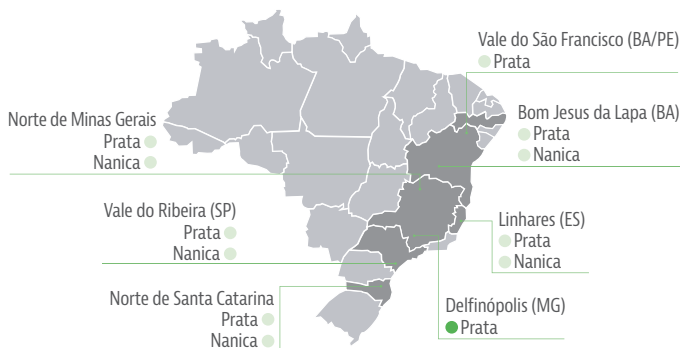 Vale do São Francisco (BA/PE)
Prata
Norte de Minas Gerais
Prata
Nanica
Bom Jesus da Lapa (BA)
Prata
Nanica
Vale do Ribeira (SP)
Prata
Nanica
Linhares (ES)
Prata
Nanica
Norte de Santa Catarina
Prata
Nanica
Delfinópolis (MG)
Prata